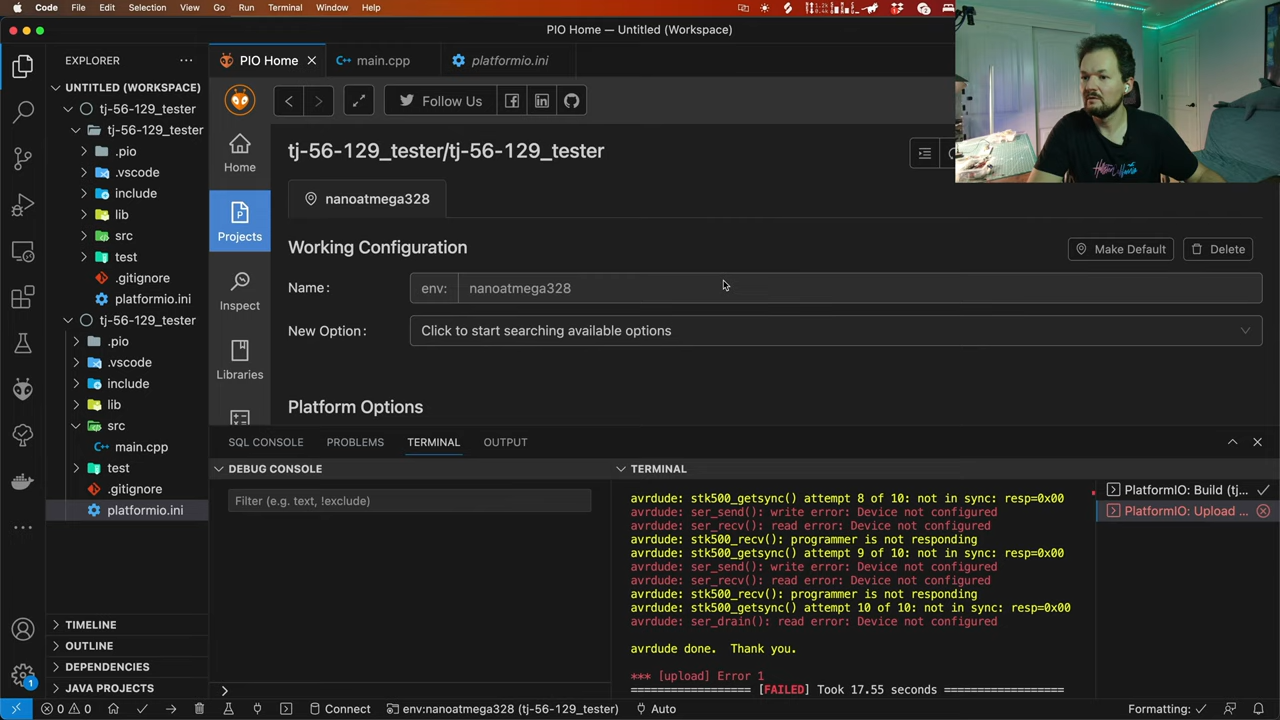 Code File Edit Selection View Go Run Terminal Window Help
PIO Home — Untitled (Workspace)
EXPLORER
UNTITLED (WORKSPACE)
tj-56-129_tester
tj-56-129_tester
.pio
.vscode
include
lib
src
test
.gitignore
platformio.ini
tj-56-129_tester
.pio
.vscode
include
lib
src
main.cpp
test
.gitignore
platformio.ini
TIMELINE
OUTLINE
DEPENDENCIES
JAVA PROJECTS
PIO Home main.cpp platformio.ini
Follow Us
Home
Projects
Inspect
Libraries
tj-56-129_tester/tj-56-129_tester
nanoatmega328
Working Configuration
Make Default Delete
Name: env: nanoatmega328
New Option: Click to start searching available options
Platform Options
SQL CONSOLE PROBLEMS TERMINAL OUTPUT
DEBUG CONSOLE
Filter (e.g. text, !exclude)
TERMINAL
avrdude: stk500_getsync() attempt 8 of 10: not in sync: resp=0x00
avrdude: ser_send(): write error: Device not configured
avrdude: ser_recv(): read error: Device not configured
avrdude: stk500_recv(): programmer is not responding
avrdude: stk500_getsync() attempt 9 of 10: not in sync: resp=0x00
avrdude: ser_send(): write error: Device not configured
avrdude: ser_recv(): read error: Device not configured
avrdude: stk500_recv(): programmer is not responding
avrdude: stk500_getsync() attempt 10 of 10: not in sync: resp=0x00
avrdude: ser_drain(): read error: Device not configured
avrdude done. Thank you.
*** [upload] Error 1
================= [FAILED] Took 17.55 seconds =================
PlatformIO: Build (tj...
PlatformIO: Upload ...
1
0 0 Connect env:nanoatmega328 (tj-56-129_tester) Auto Formatting: